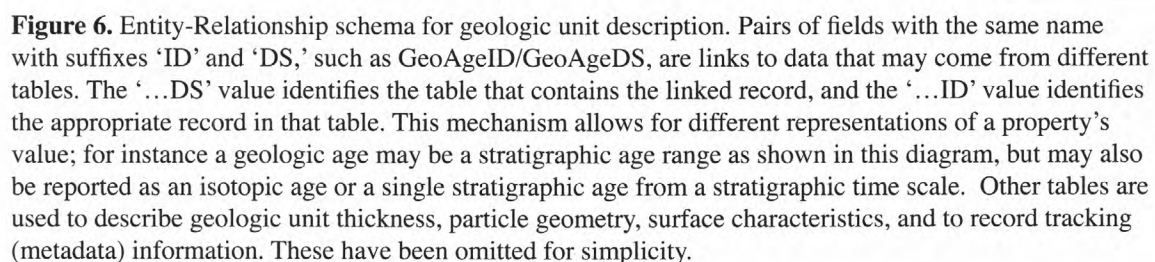 Figure 6. Entity-Relationship schema for geologic unit description. Pairs of fields with the same name
with suffixes ‘ID’ and ‘DS,’ such as GeoAgeID/GeoAgeDS, are links to data that may come from different
tables. The ‘…DS’ value identifies the table that contains the linked record, and the ‘…ID’ value identifies
the appropriate record in that table. This mechanism allows for different representations of a property’s
value; for instance a geologic age may be a stratigraphic age range as shown in this diagram, but may also
be reported as an isotopic age or a single stratigraphic age from a stratigraphic time scale. Other tables are
used to describe geologic unit thickness, particle geometry, surface characteristics, and to record tracking
(metadata) information. These have been omitted for simplicity.